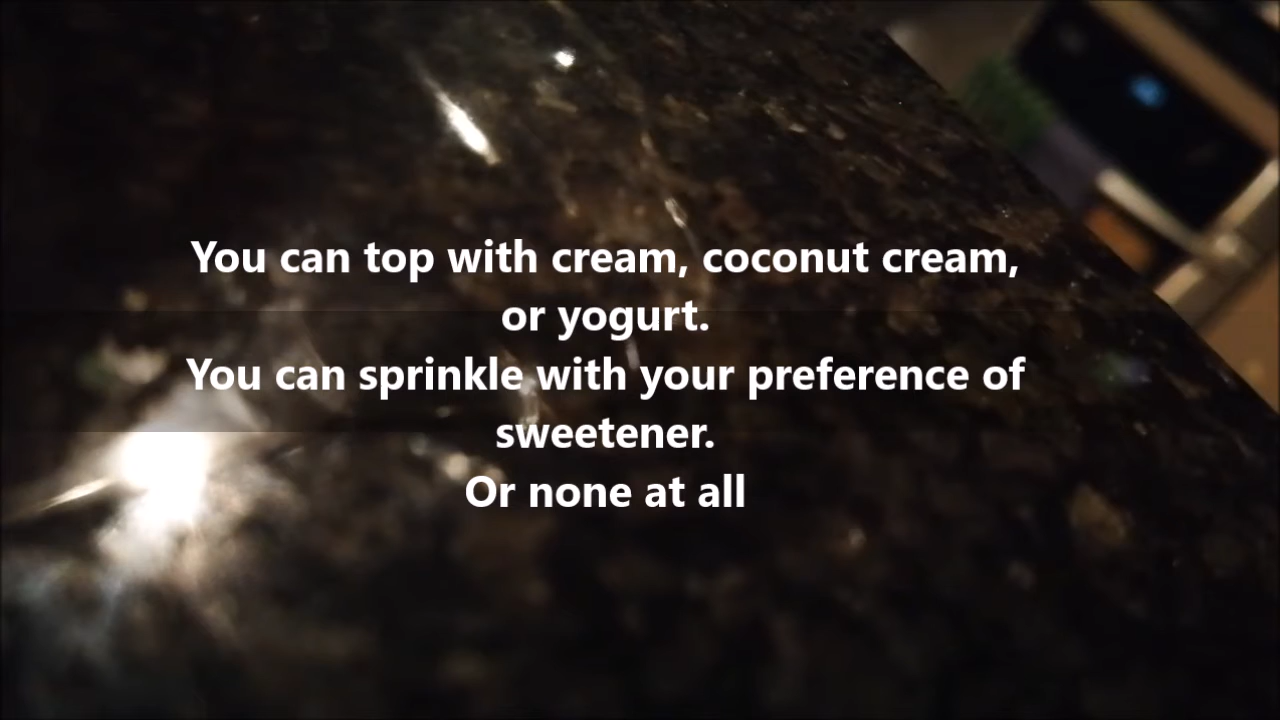 You can top with cream, coconut cream,
or yogurt.
You can sprinkle with your preference of
sweetener.
Or none at all